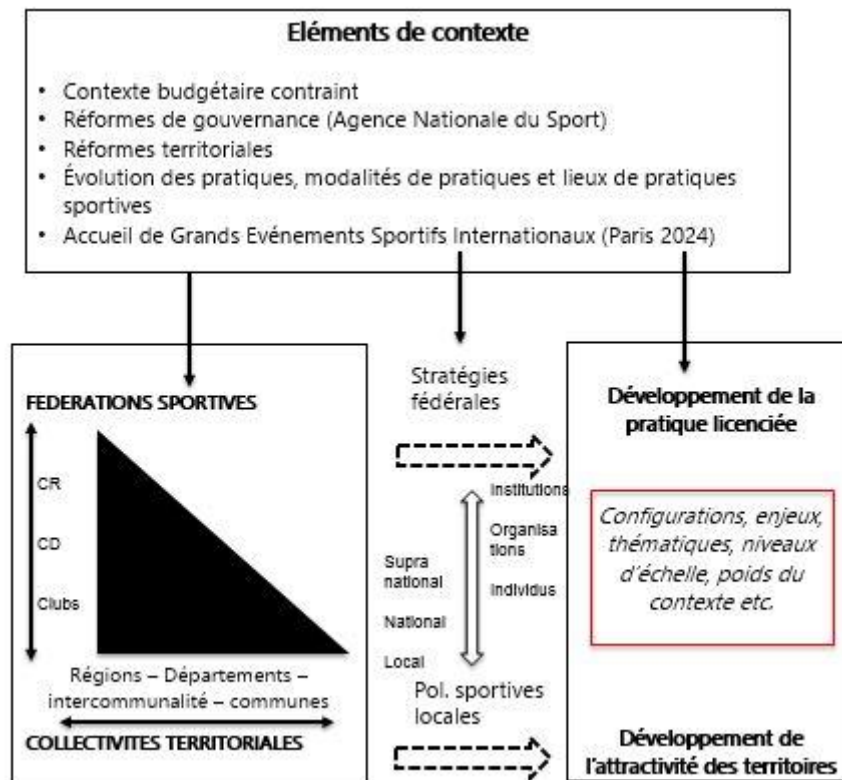 Eléments de contexte
• Contexte budgétaire contraint
• Réformes de gouvernance (Agence Nationale du Sport)
• Réformes territoriales
• Évolution des pratiques, modalités de pratiques et lieux de pratiques
sportives
• Accueil de Grands Evénements Sportifs Internaux (Paris 2024)
FEDERATIONS SPORTIVES
CR
CD
Clubs
Régions – Départements –
intercommunalité – communes
COLLECTIVITES TERRITORIALES
Stratégies
fédérales
Institutions
Organisa
tions
Individus
Supra
national
National
Local
Pol. sportives
locales
Développement de la
pratique licenciée
Configurations, enjeux,
thématiques, niveaux
d'échelle, poids du
contexte etc.
Développement de
l'attractivité des territoires